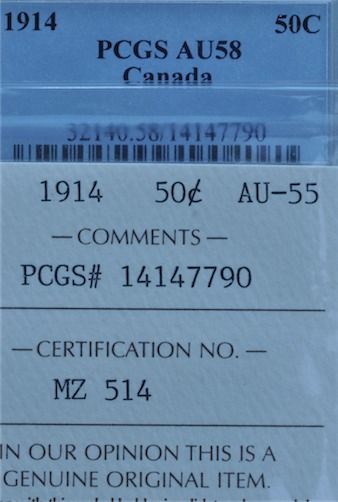 1914 50C
PCGS AU58
Canada
32140.58/14147790
1914 50¢ AU-55
— COMMENTS —
PCGS# 14147790
— CERTIFICATION NO. —
MZ 514
IN OUR OPINION THIS IS A
GENUINE ORIGINAL ITEM.